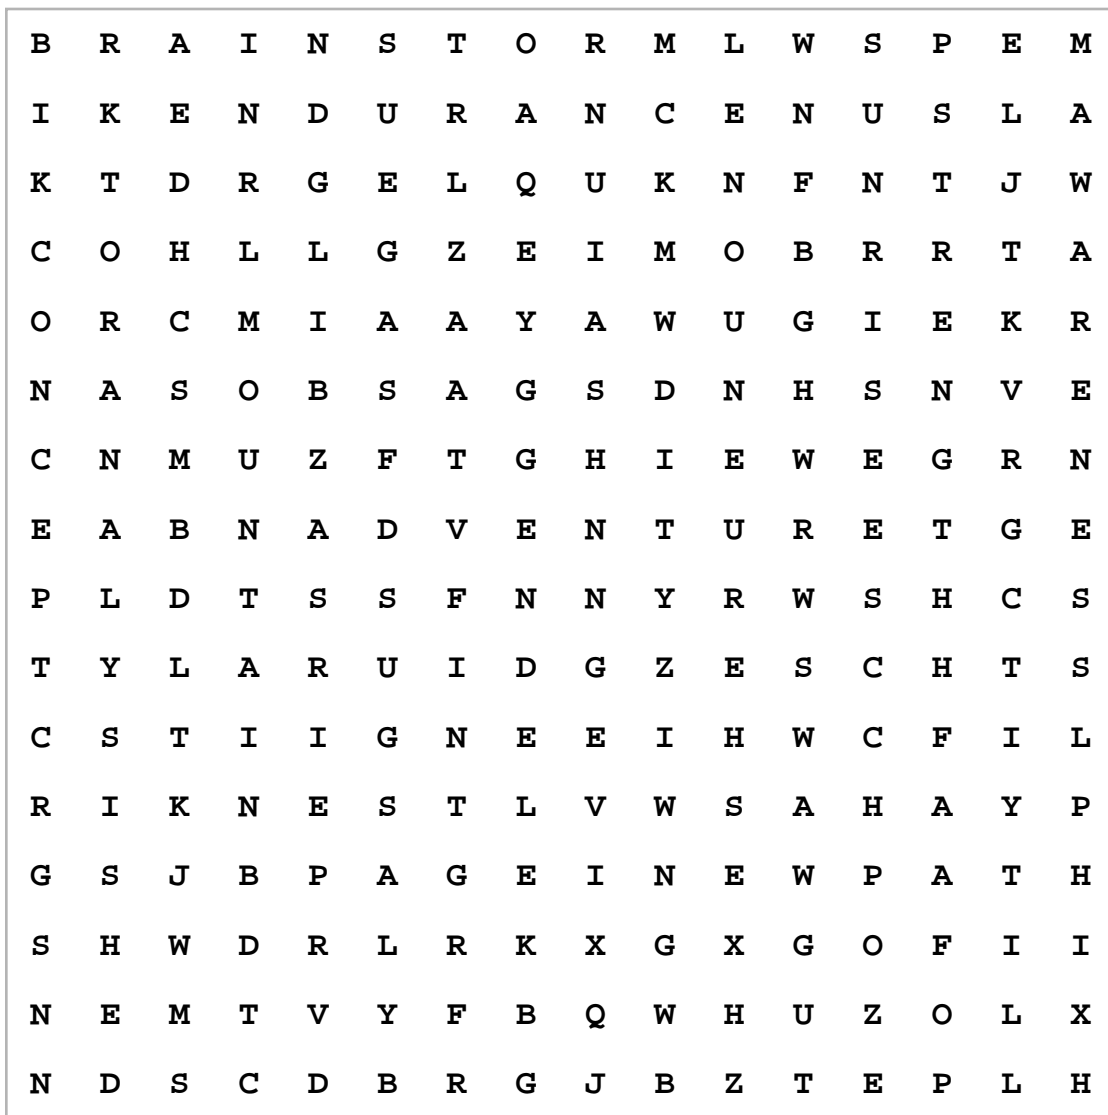 B R A I N S T O R M L W S P E M
I K E N D U R A N C E N U S L A
K T D R G E L Q U K N F N T J W
C O H L L G Z E I M O B R R T A
O R C M I A A Y A W U G I E K R
N A S O B S A G S D N H S N V E
C N M U Z F T G H I E W E G R N
E A B N A D V E N T U R E T G E
P L D T S S F N N Y R W S H C S
T Y L A R U I D G Z E S C H T S
C S T I I G N E E I H W C F I L
R I K N E S T L V W S A H A Y P
G S J B P A G E I N E W P A T H
S H W D R L R K X G X G O F I I
N E M T V Y F B Q W H U Z O L X
N D S C D B R G J B Z T E P L H